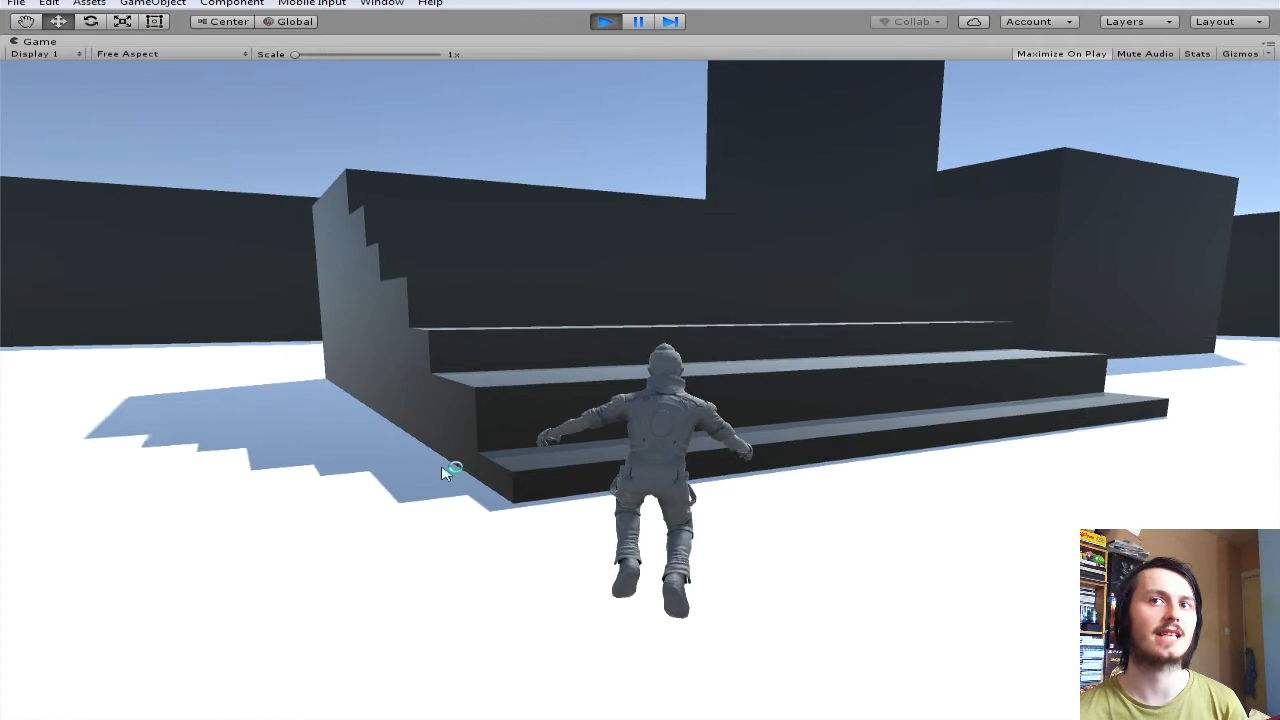 File Edit Assets GameObject Component Mobile Input Window Help
Center Global Collab Account Layers Layout
Game
Display 1 Free Aspect Scale 1x Maximize On Play Mute Audio Stats Gizmos